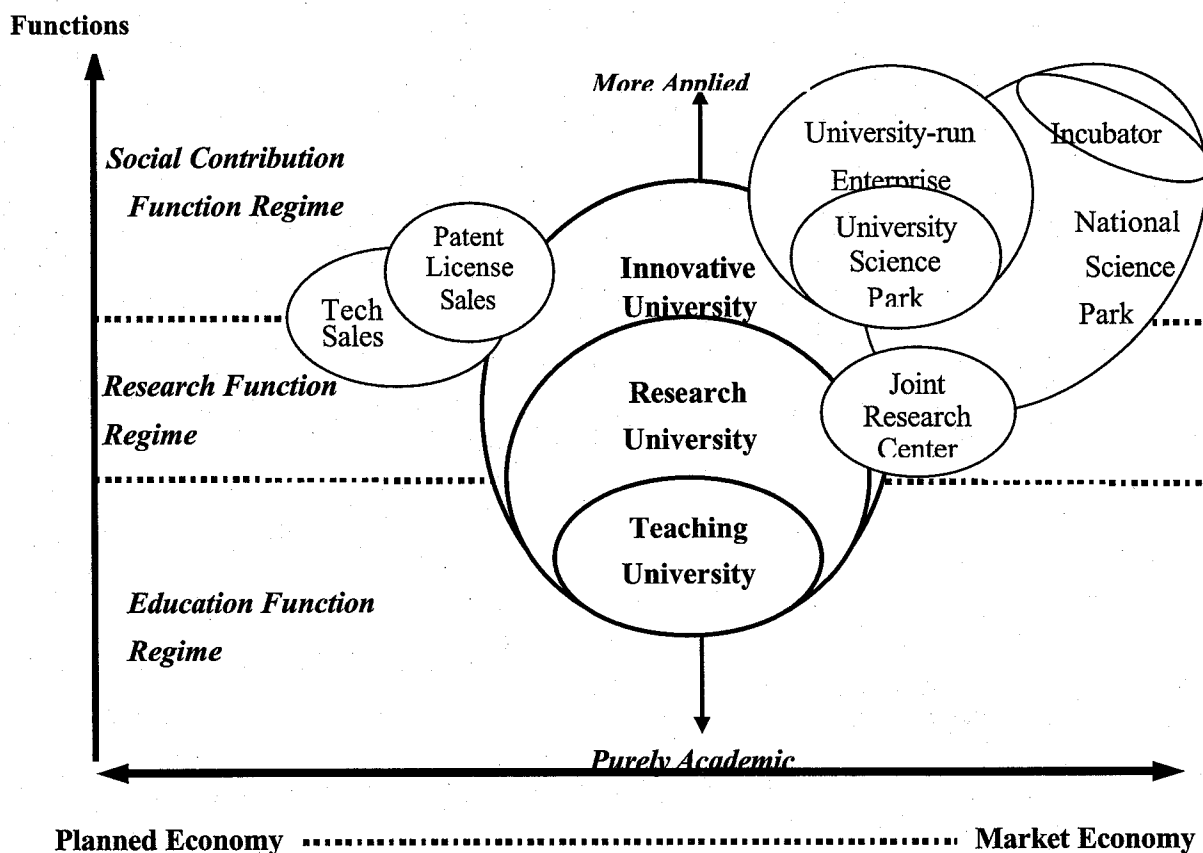 Functions
More Applied
Social Contribution
Function Regime
Patent
License
Sales
Tech
Sales
Innovative
University
University-run
Enterprise
University
Science
Park
Incubator
National
Science
Park
Research Function
Regime
Research
University
Joint
Research
Center
Teaching
University
Education Function
Regime
Purely Academic
Planned Economy
Market Economy